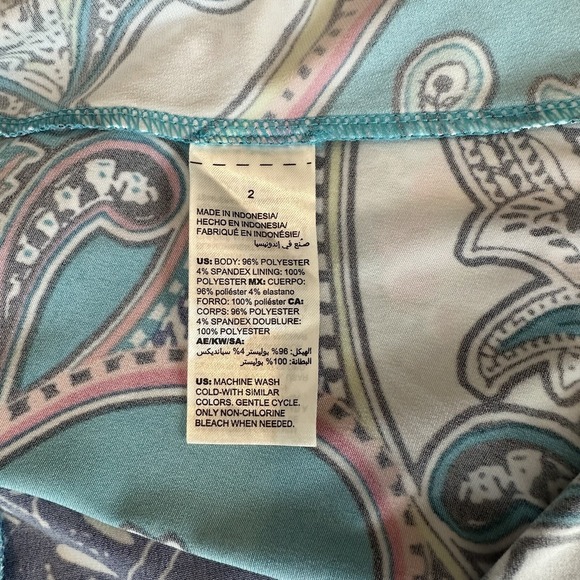 2
MADE IN INDONESIA/
HECHO EN INDONESIA/
FABRIQUÉ EN INDONÉSIE/
صنع في إندونيسيا
US: BODY: 96% POLYESTER
4% SPANDEX LINING: 100%
POLYESTER MX: CUERPO:
96% poliéster 4% elastano
FORRO: 100% poliéster CA:
CORPS: 96% POLYESTER
4% SPANDEX DOUBLURE:
100% POLYESTER
AE/KW/SA:
الهيكل: 96% بوليستر 4% سباندیکس
البطانة: 100% بوليستر
US: MACHINE WASH
COLD-WITH SIMILAR
COLORS. GENTLE CYCLE.
ONLY NON-CHLORINE
BLEACH WHEN NEEDED.